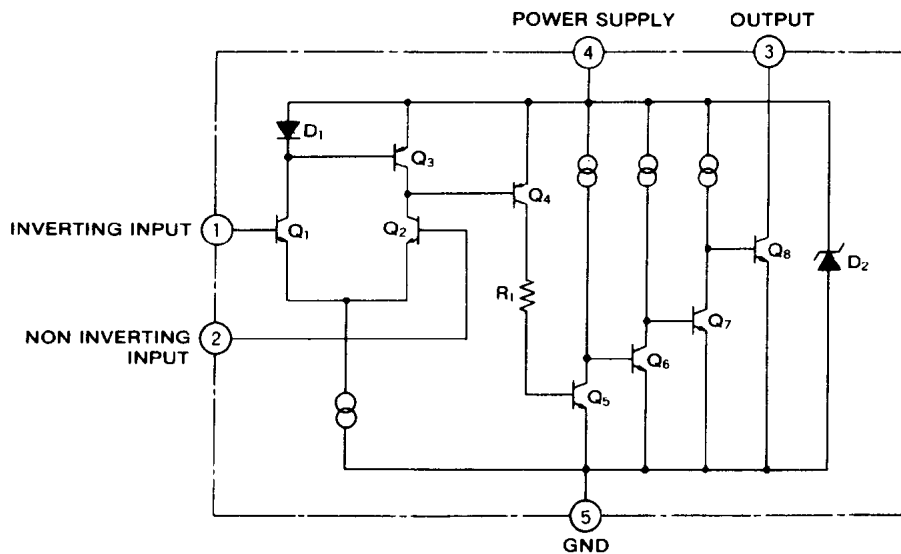 POWER SUPPLY
OUTPUT
4
3
D₁
Q₃
Q₄
INVERTING INPUT
1
Q₁
Q₂
Q₈
D₂
R₁
Q₇
NON INVERTING
INPUT
2
Q₆
Q₅
5
GND